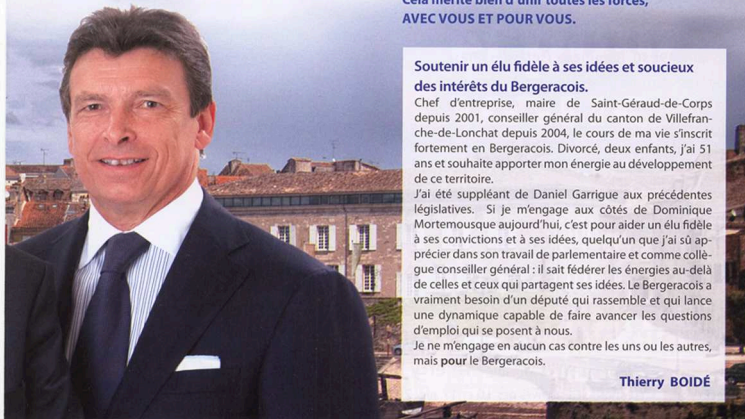 Cela mérite bien d'unir toutes les forces,
AVEC VOUS ET POUR VOUS.
Soutenir un élu fidèle à ses idées et soucieux
des intérêts du Bergeracois.
Chef d'entreprise, maire de Saint-Géraud-de-Corps
depuis 2001, conseiller général du canton de Villefran-
che-de-Lonchat depuis 2004, le cours de ma vie s'inscrit
fortement en Bergeracois. Divorcé, deux enfants, j'ai 51
ans et souhaite apporter mon énergie au développement
de ce territoire.
J'ai été suppléant de Daniel Garrigue aux précédentes
législatives. Si je m'engage aux côtés de Dominique
Mortemousque aujourd'hui, c'est pour aider un élu fidèle
à ses convictions et à ses idées, quelqu'un que j'ai sû ap-
précier dans son travail de parlementaire et comme collè-
gue conseiller général : il sait fédérer les énergies au-delà
de celles et ceux qui partagent ses idées. Le Bergeracois a
vraiment besoin d'un député qui rassemble et qui lance
une dynamique capable de faire avancer les questions
d'emploi qui se posent à nous.
Je ne m'engage en aucun cas contre les uns ou les autres,
mais pour le Bergeracois.
Thierry BOIDÉ